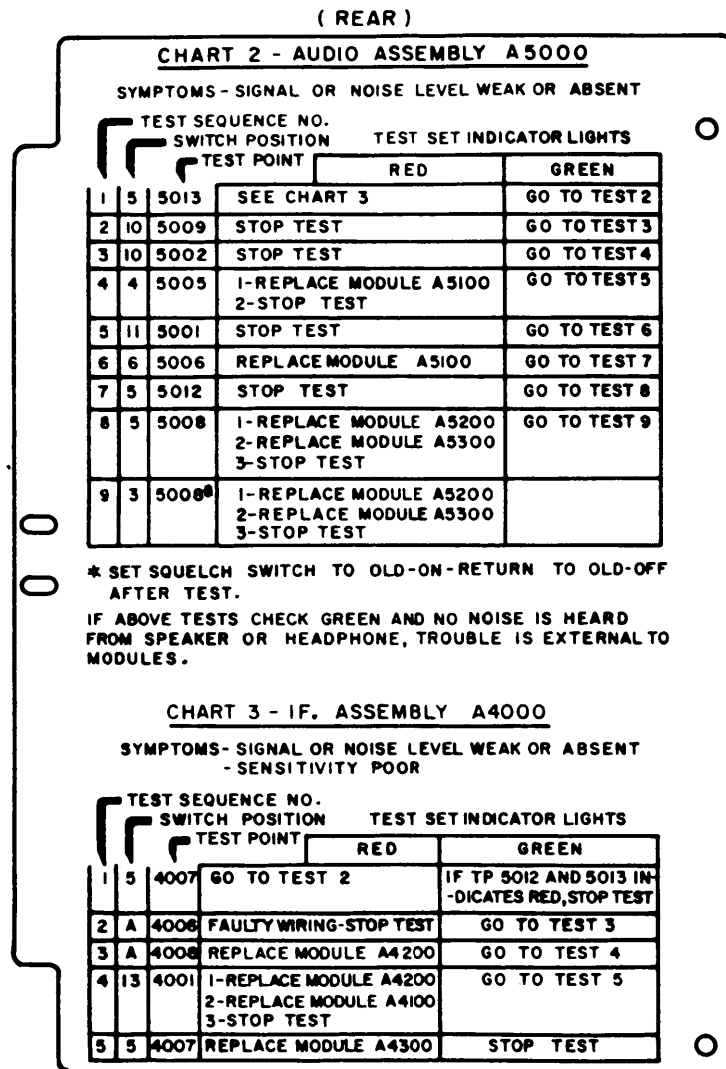 ( REAR )
CHART 2 - AUDIO ASSEMBLY A5000
SYMPTOMS - SIGNAL OR NOISE LEVEL WEAK OR ABSENT
TEST SEQUENCE NO.
SWITCH POSITION TEST SET INDICATOR LIGHTS
TEST POINT RED GREEN
1 5 5013 SEE CHART 3 GO TO TEST 2
2 10 5009 STOP TEST GO TO TEST 3
3 10 5002 STOP TEST GO TO TEST 4
4 4 5005 1-REPLACE MODULE A5100 GO TO TEST 5
2-STOP TEST
5 11 5001 STOP TEST GO TO TEST 6
6 6 5006 REPLACE MODULE A5100 GO TO TEST 7
7 5 5012 STOP TEST GO TO TEST 8
8 5 5008 1-REPLACE MODULE A5200 GO TO TEST 9
2-REPLACE MODULE A5300
3-STOP TEST
9 3 5008* 1-REPLACE MODULE A5200
2-REPLACE MODULE A5300
3-STOP TEST
* SET SQUELCH SWITCH TO OLD-ON-RETURN TO OLD-OFF
AFTER TEST.
IF ABOVE TESTS CHECK GREEN AND NO NOISE IS HEARD
FROM SPEAKER OR HEADPHONE, TROUBLE IS EXTERNAL TO
MODULES.
CHART 3 - IF. ASSEMBLY A4000
SYMPTOMS- SIGNAL OR NOISE LEVEL WEAK OR ABSENT
- SENSITIVITY POOR
TEST SEQUENCE NO.
SWITCH POSITION TEST SET INDICATOR LIGHTS
TEST POINT RED GREEN
1 5 4007 GO TO TEST 2 IF TP 5012 AND 5013 IN-
-DICATES RED, STOP TEST
2 A 4006 FAULTY WIRING-STOP TEST GO TO TEST 3
3 A 4008 REPLACE MODULE A4200 GO TO TEST 4
4 13 4001 1-REPLACE MODULE A4200 GO TO TEST 5
2-REPLACE MODULE A4100
3-STOP TEST
5 5 4007 REPLACE MODULE A4300 STOP TEST